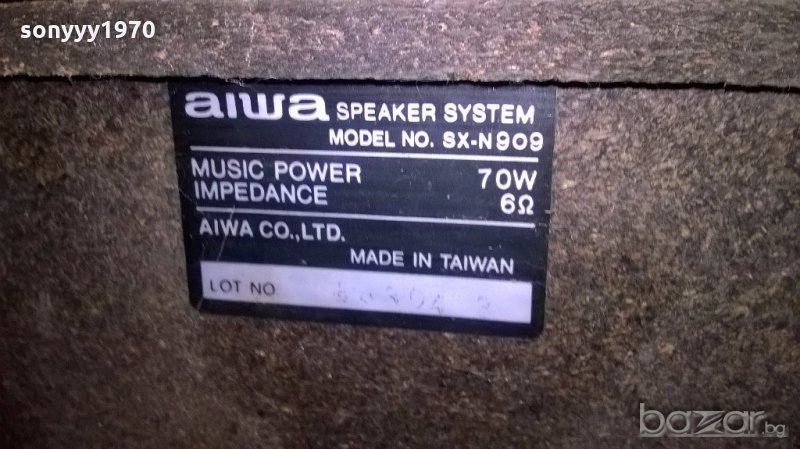 sonyyy1970
aiwa SPEAKER SYSTEM
MODEL NO. SX-N909
MUSIC POWER 70W
IMPEDANCE 6Ω
AIWA CO.,LTD.
MADE IN TAIWAN
LOT NO
bazar.bg